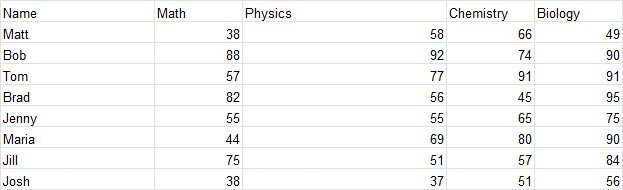 Name Math Physics Chemistry Biology
Matt 38 58 66 49
Bob 88 92 74 90
Tom 57 77 91 91
Brad 82 56 45 95
Jenny 55 55 65 75
Maria 44 69 80 90
Jill 75 51 57 84
Josh 38 37 51 56